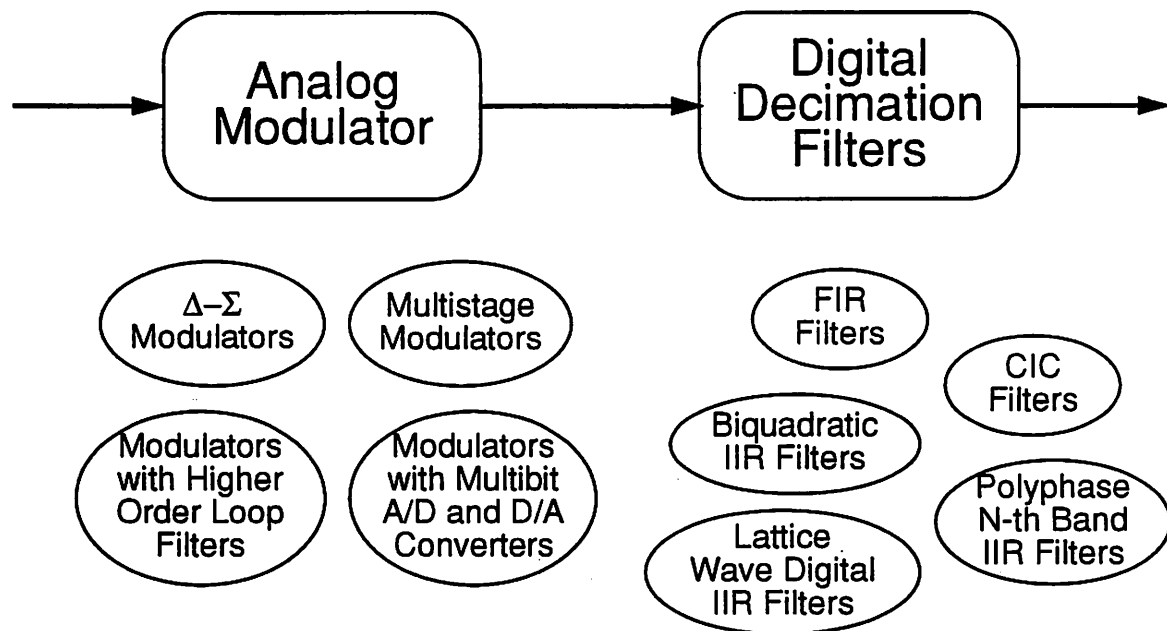 Analog
Modulator
Digital
Decimation
Filters
Δ–Σ
Modulators
Multistage
Modulators
Modulators
with Higher
Order Loop
Filters
Modulators
with Multibit
A/D and D/A
Converters
FIR
Filters
CIC
Filters
Biquadratic
IIR Filters
Polyphase
N-th Band
IIR Filters
Lattice
Wave Digital
IIR Filters